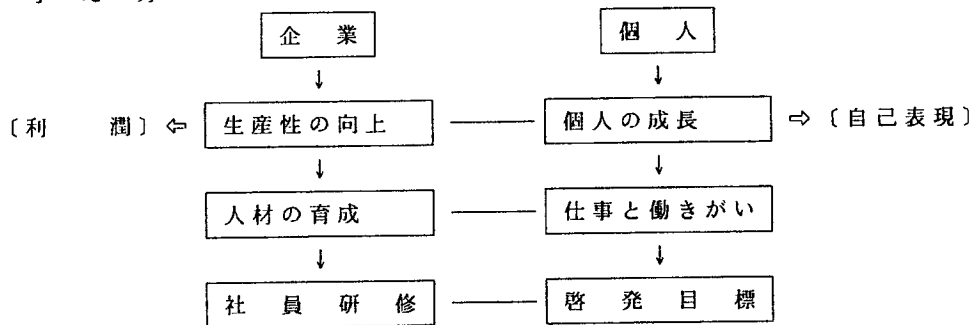 企業 個人
〔利潤〕⇦ 生産性の向上 個人の成長 ⇨〔自己表現〕
人材の育成 仕事と働きがい
社員研修 啓発目標